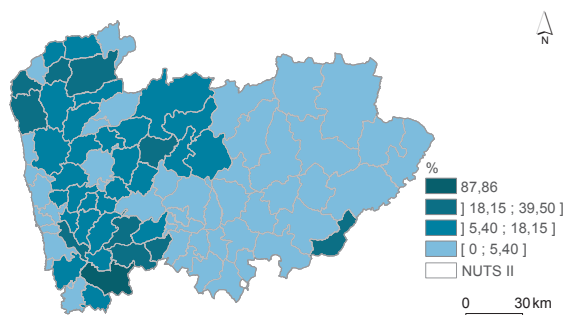 N
%
87,86
] 18,15 ; 39,50 ]
] 5,40 ; 18,15 ]
[ 0 ; 5,40 ]
NUTS II
0 30 km